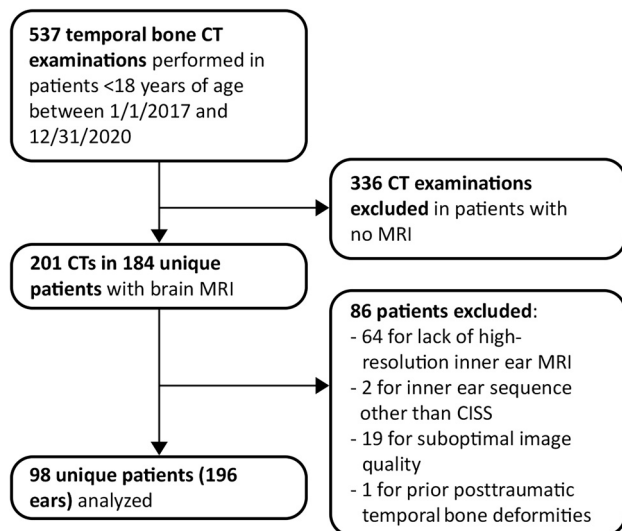 537 temporal bone CT
examinations performed in
patients <18 years of age
between 1/1/2017 and
12/31/2020
336 CT examinations
excluded in patients with
no MRI
201 CTs in 184 unique
patients with brain MRI
86 patients excluded:
- 64 for lack of high-
resolution inner ear MRI
- 2 for inner ear sequence
other than CISS
- 19 for suboptimal image
quality
- 1 for prior posttraumatic
temporal bone deformities
98 unique patients (196
ears) analyzed